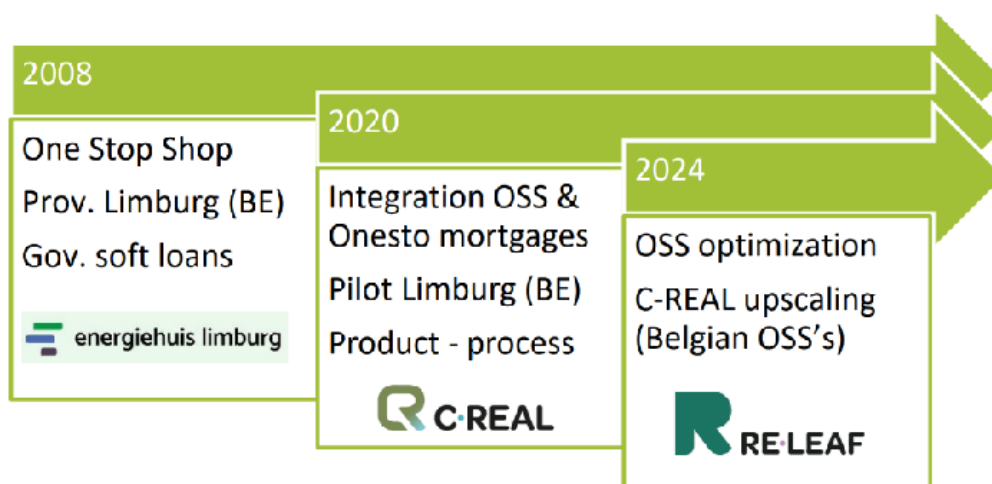 2008
One Stop Shop
Prov. Limburg (BE)
Gov. soft loans
energiehuis limburg
2020
Integration OSS &
Onesto mortgages
Pilot Limburg (BE)
Product - process
C·REAL
2024
OSS optimization
C-REAL upscaling
(Belgian OSS's)
RE·LEAF